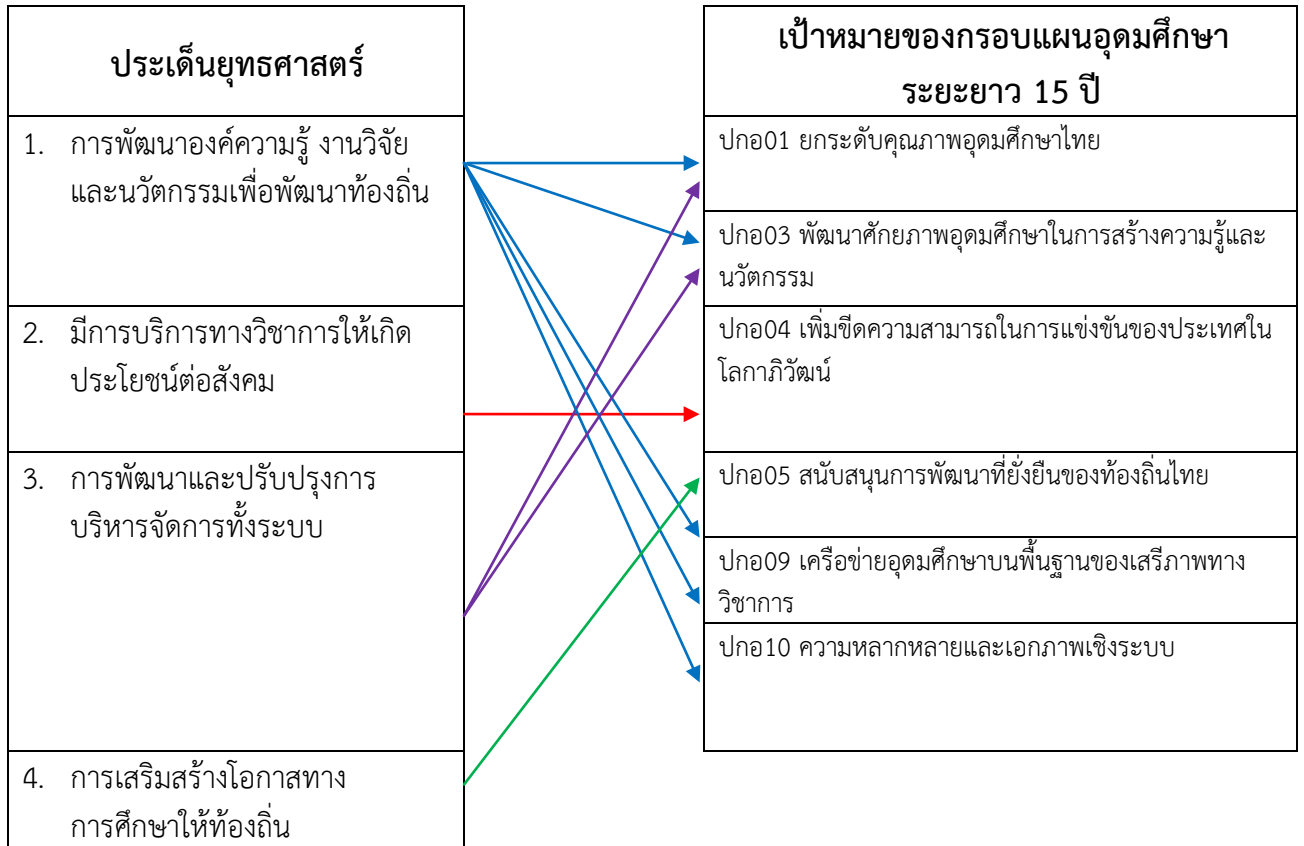 ประเด็นยุทธศาสตร์
1. การพัฒนาองค์ความรู้ งานวิจัย
และนวัตกรรมเพื่อพัฒนาท้องถิ่น
2. มีการบริการทางวิชาการให้เกิด
ประโยชน์ต่อสังคม
3. การพัฒนาและปรับปรุงการ
บริหารจัดการทั้งระบบ
4. การเสริมสร้างโอกาสทาง
การศึกษาให้ท้องถิ่น
เป้าหมายของกรอบแผนอุดมศึกษา
ระยะยาว 15 ปี
ปกอ01 ยกระดับคุณภาพอุดมศึกษาไทย
ปกอ03 พัฒนาศักยภาพอุดมศึกษาในการสร้างความรู้และ
นวัตกรรม
ปกอ04 เพิ่มขีดความสามารถในการแข่งขันของประเทศใน
โลกาภิวัฒน์
ปกอ05 สนับสนุนการพัฒนาที่ยั่งยืนของท้องถิ่นไทย
ปกอ09 เครือข่ายอุดมศึกษาบนพื้นฐานของเสรีภาพทาง
วิชาการ
ปกอ10 ความหลากหลายและเอกภาพเชิงระบบ